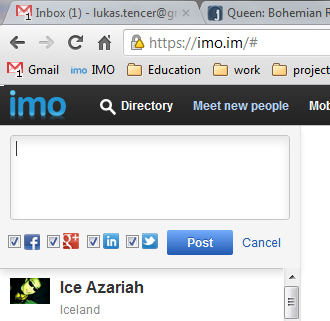 Inbox (1) - lukas.tencer@gr
Queen: Bohemian R
https://imo.im/#
Gmail
imo IMO
Education
work
project
imo
Directory
Meet new people
Mob
Post
Cancel
Ice Azariah
Iceland